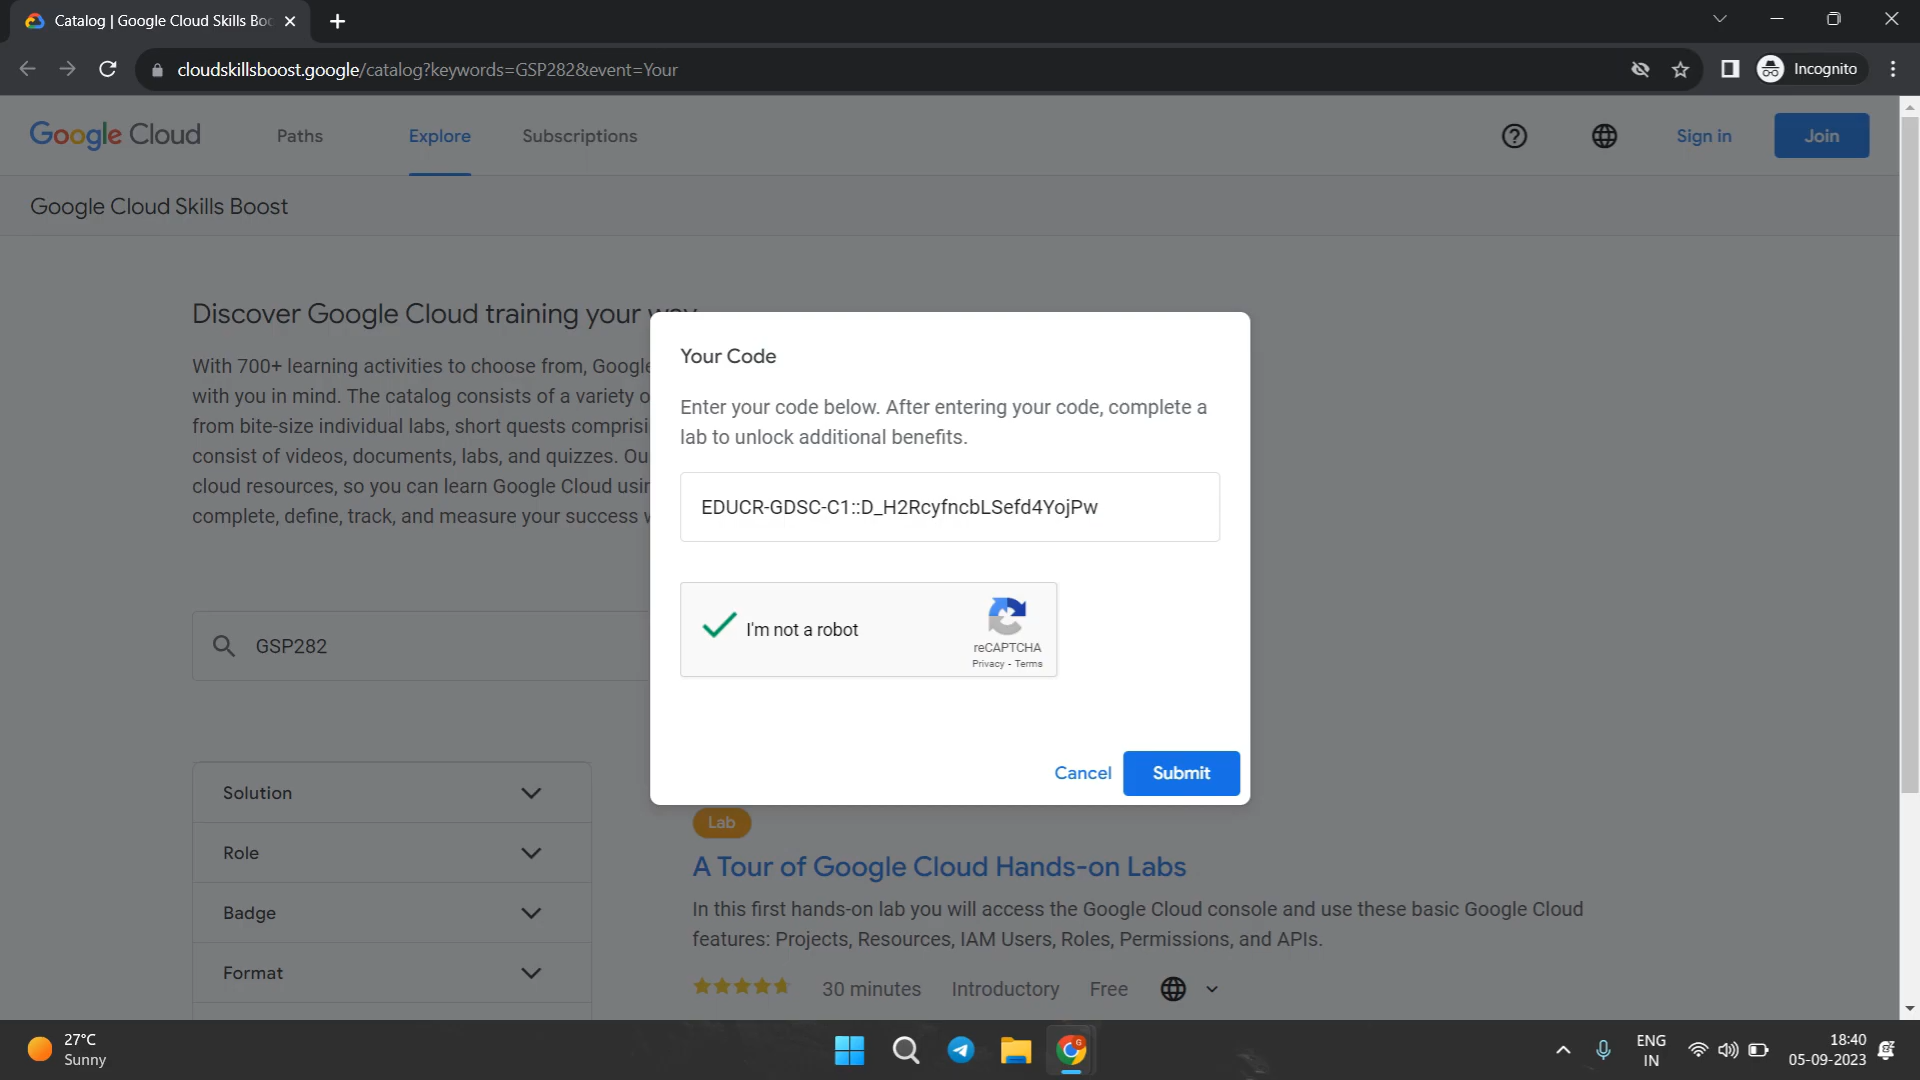 Catalog | Google Cloud Skills Boo
cloudskillsboost.google/catalog?keywords=GSP282&event=Your
Incognito
Google Cloud
Paths
Explore
Subscriptions
Sign in
Join
Google Cloud Skills Boost
Discover Google Cloud training your way
With 700+ learning activities to choose from, Google
with you in mind. The catalog consists of a variety o
from bite-size individual labs, short quests comprisi
consist of videos, documents, labs, and quizzes. Ou
cloud resources, so you can learn Google Cloud usin
complete, define, track, and measure your success w
GSP282
Your Code
Enter your code below. After entering your code, complete a
lab to unlock additional benefits.
EDUCR-GDSC-C1::D_H2RcyfncbLSefd4YojPw
I'm not a robot
reCAPTCHA
Privacy - Terms
Cancel
Submit
Solution
Role
Badge
Format
Lab
A Tour of Google Cloud Hands-on Labs
In this first hands-on lab you will access the Google Cloud console and use these basic Google Cloud
features: Projects, Resources, IAM Users, Roles, Permissions, and APIs.
30 minutes
Introductory
Free
27°C
Sunny
ENG
IN
18:40
05-09-2023